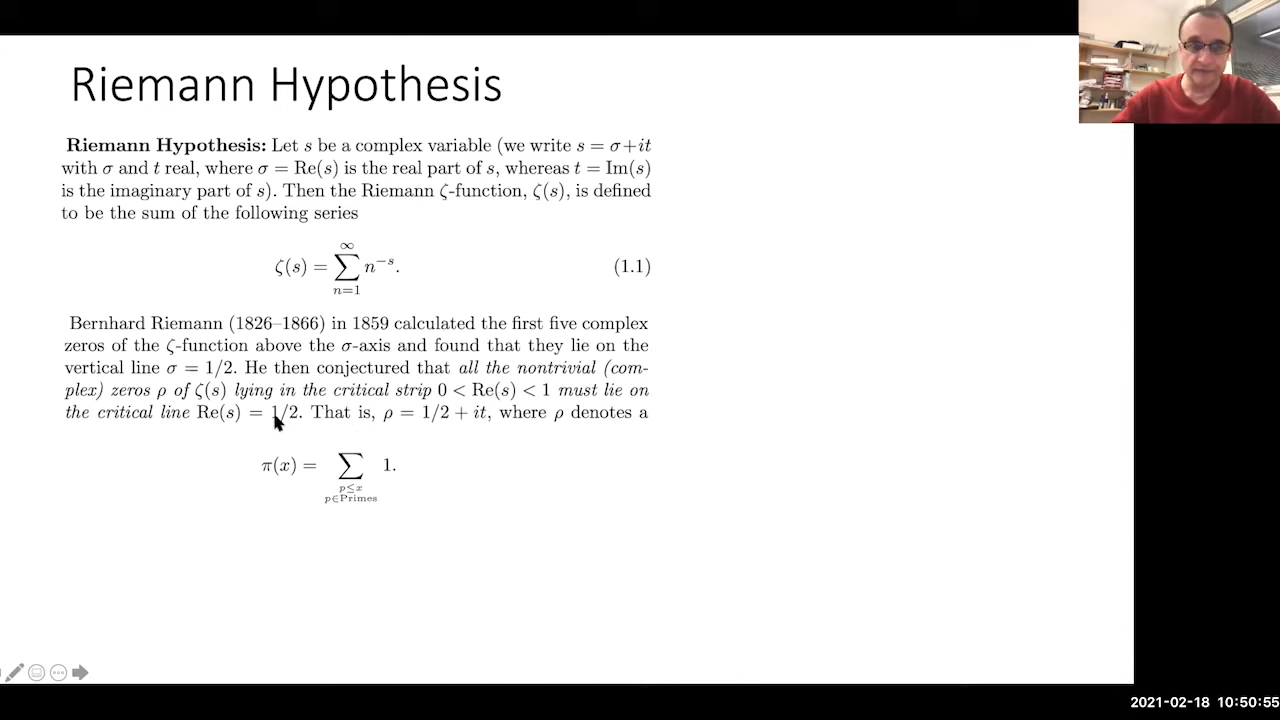 Riemann Hypothesis
Riemann Hypothesis: Let s be a complex variable (we write s = σ+it
with σ and t real, where σ = Re(s) is the real part of s, whereas t = Im(s)
is the imaginary part of s). Then the Riemann ζ-function, ζ(s), is defined
to be the sum of the following series
ζ(s) = ∑_{n=1}^{∞} n^{−s}. (1.1)
Bernhard Riemann (1826–1866) in 1859 calculated the first five complex
zeros of the ζ-function above the σ-axis and found that they lie on the
vertical line σ = 1/2. He then conjectured that all the nontrivial (com-
plex) zeros ρ of ζ(s) lying in the critical strip 0 < Re(s) < 1 must lie on
the critical line Re(s) = 1/2. That is, ρ = 1/2 + it, where ρ denotes a
π(x) = ∑_{p≤x, p∈Primes} 1.
2021-02-18 10:50:55